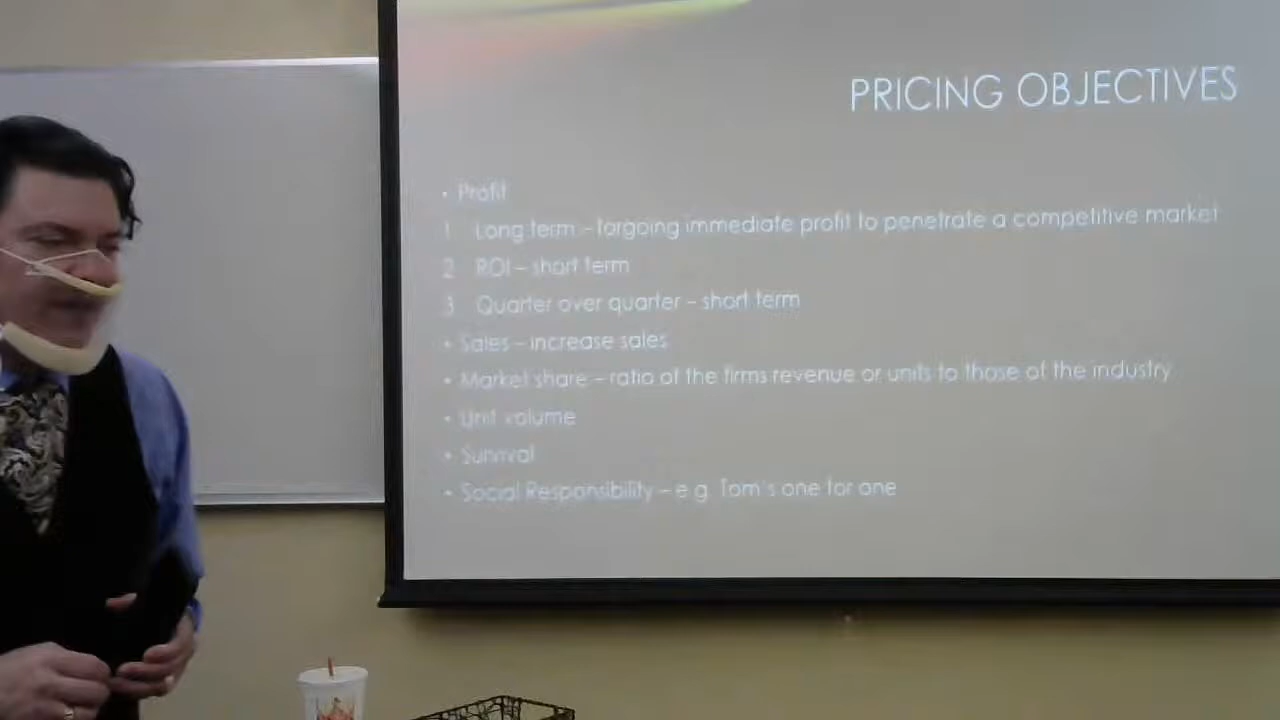 PRICING OBJECTIVES
• Profit
1 Long term – forgoing immediate profit to penetrate a competitive market
2 ROI – short term
3 Quarter over quarter – short term
• Sales – increase sales
• Market share – ratio of the firms revenue or units to those of the industry
• Unit volume
• Survival
• Social Responsibility – e g Tom's one for one